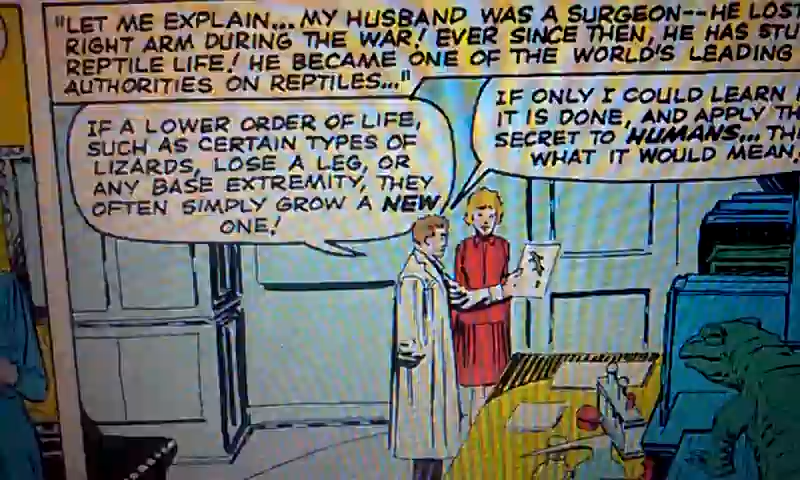 "LET ME EXPLAIN... MY HUSBAND WAS A SURGEON--HE LOST
RIGHT ARM DURING THE WAR! EVER SINCE THEN, HE HAS
REPTILE LIFE! HE BECAME ONE OF THE WORLD'S LEADING
AUTHORITIES ON REPTILES..."
IF A LOWER ORDER OF LIFE,
SUCH AS CERTAIN TYPES OF
LIZARDS, LOSE A LEG, OR
ANY BASE EXTREMITY, THEY
OFTEN SIMPLY GROW A NEW
ONE!
IF ONLY I COULD LEARN
IT IS DONE, AND APPLY
SECRET TO HUMANS...
WHAT IT WOULD MEAN